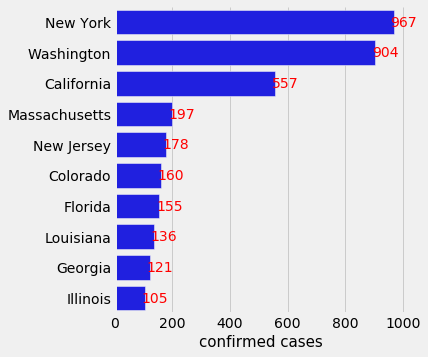 New York 967
Washington 904
California 557
Massachusetts 197
New Jersey 178
Colorado 160
Florida 155
Louisiana 136
Georgia 121
Illinois 105
0 200 400 600 800 1000
confirmed cases